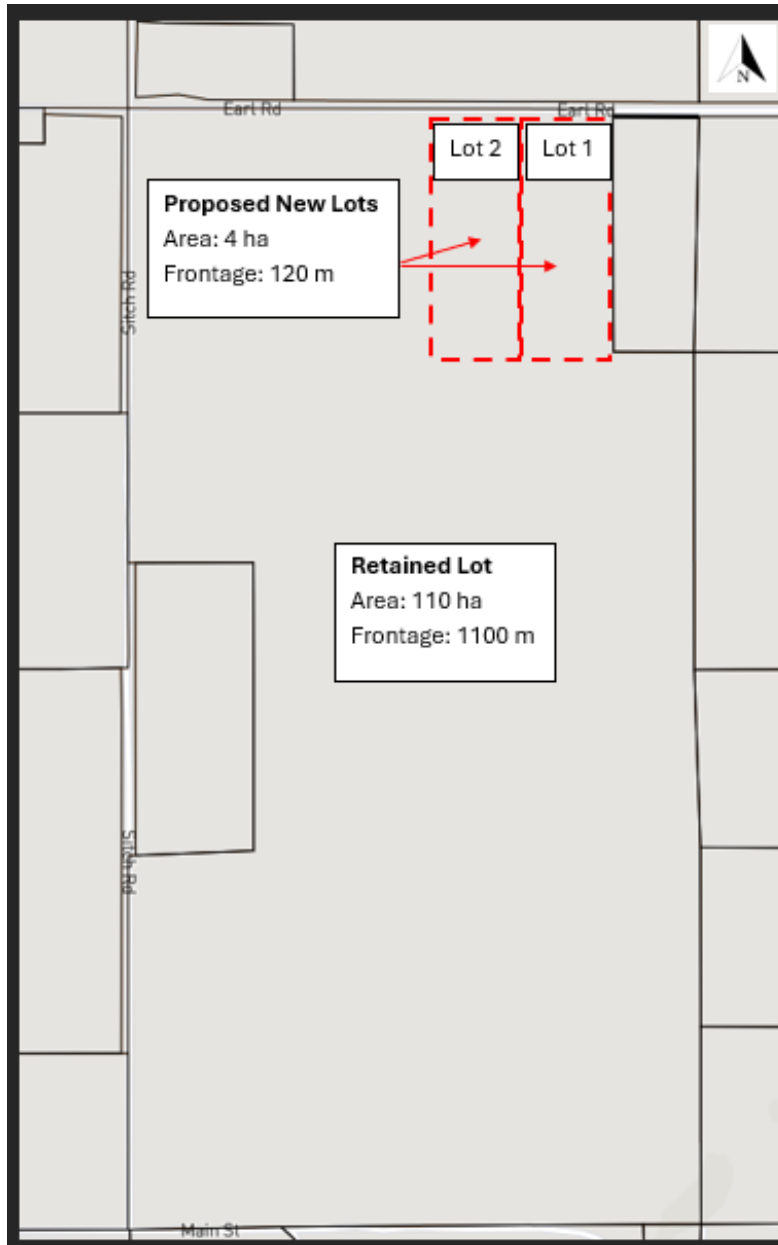 N
Earl Rd
Earl Rd
Lot 2
Lot 1
Proposed New Lots
Area: 4 ha
Frontage: 120 m
Sitch Rd
Retained Lot
Area: 110 ha
Frontage: 1100 m
Sitch Rd
Main St